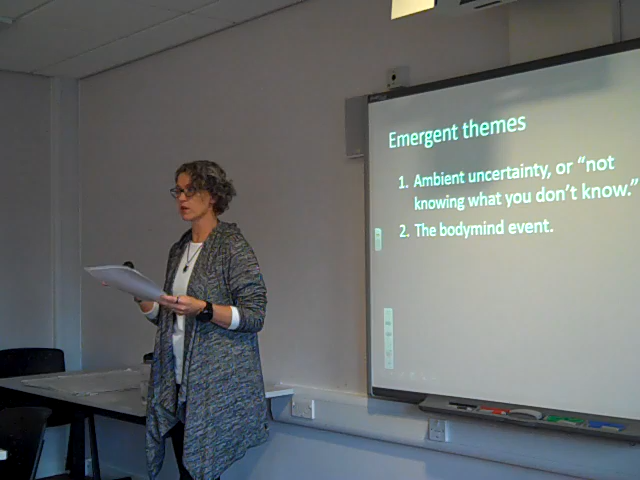 Emergent themes
1. Ambient uncertainty, or “not
knowing what you don’t know.”
2. The bodymind event.